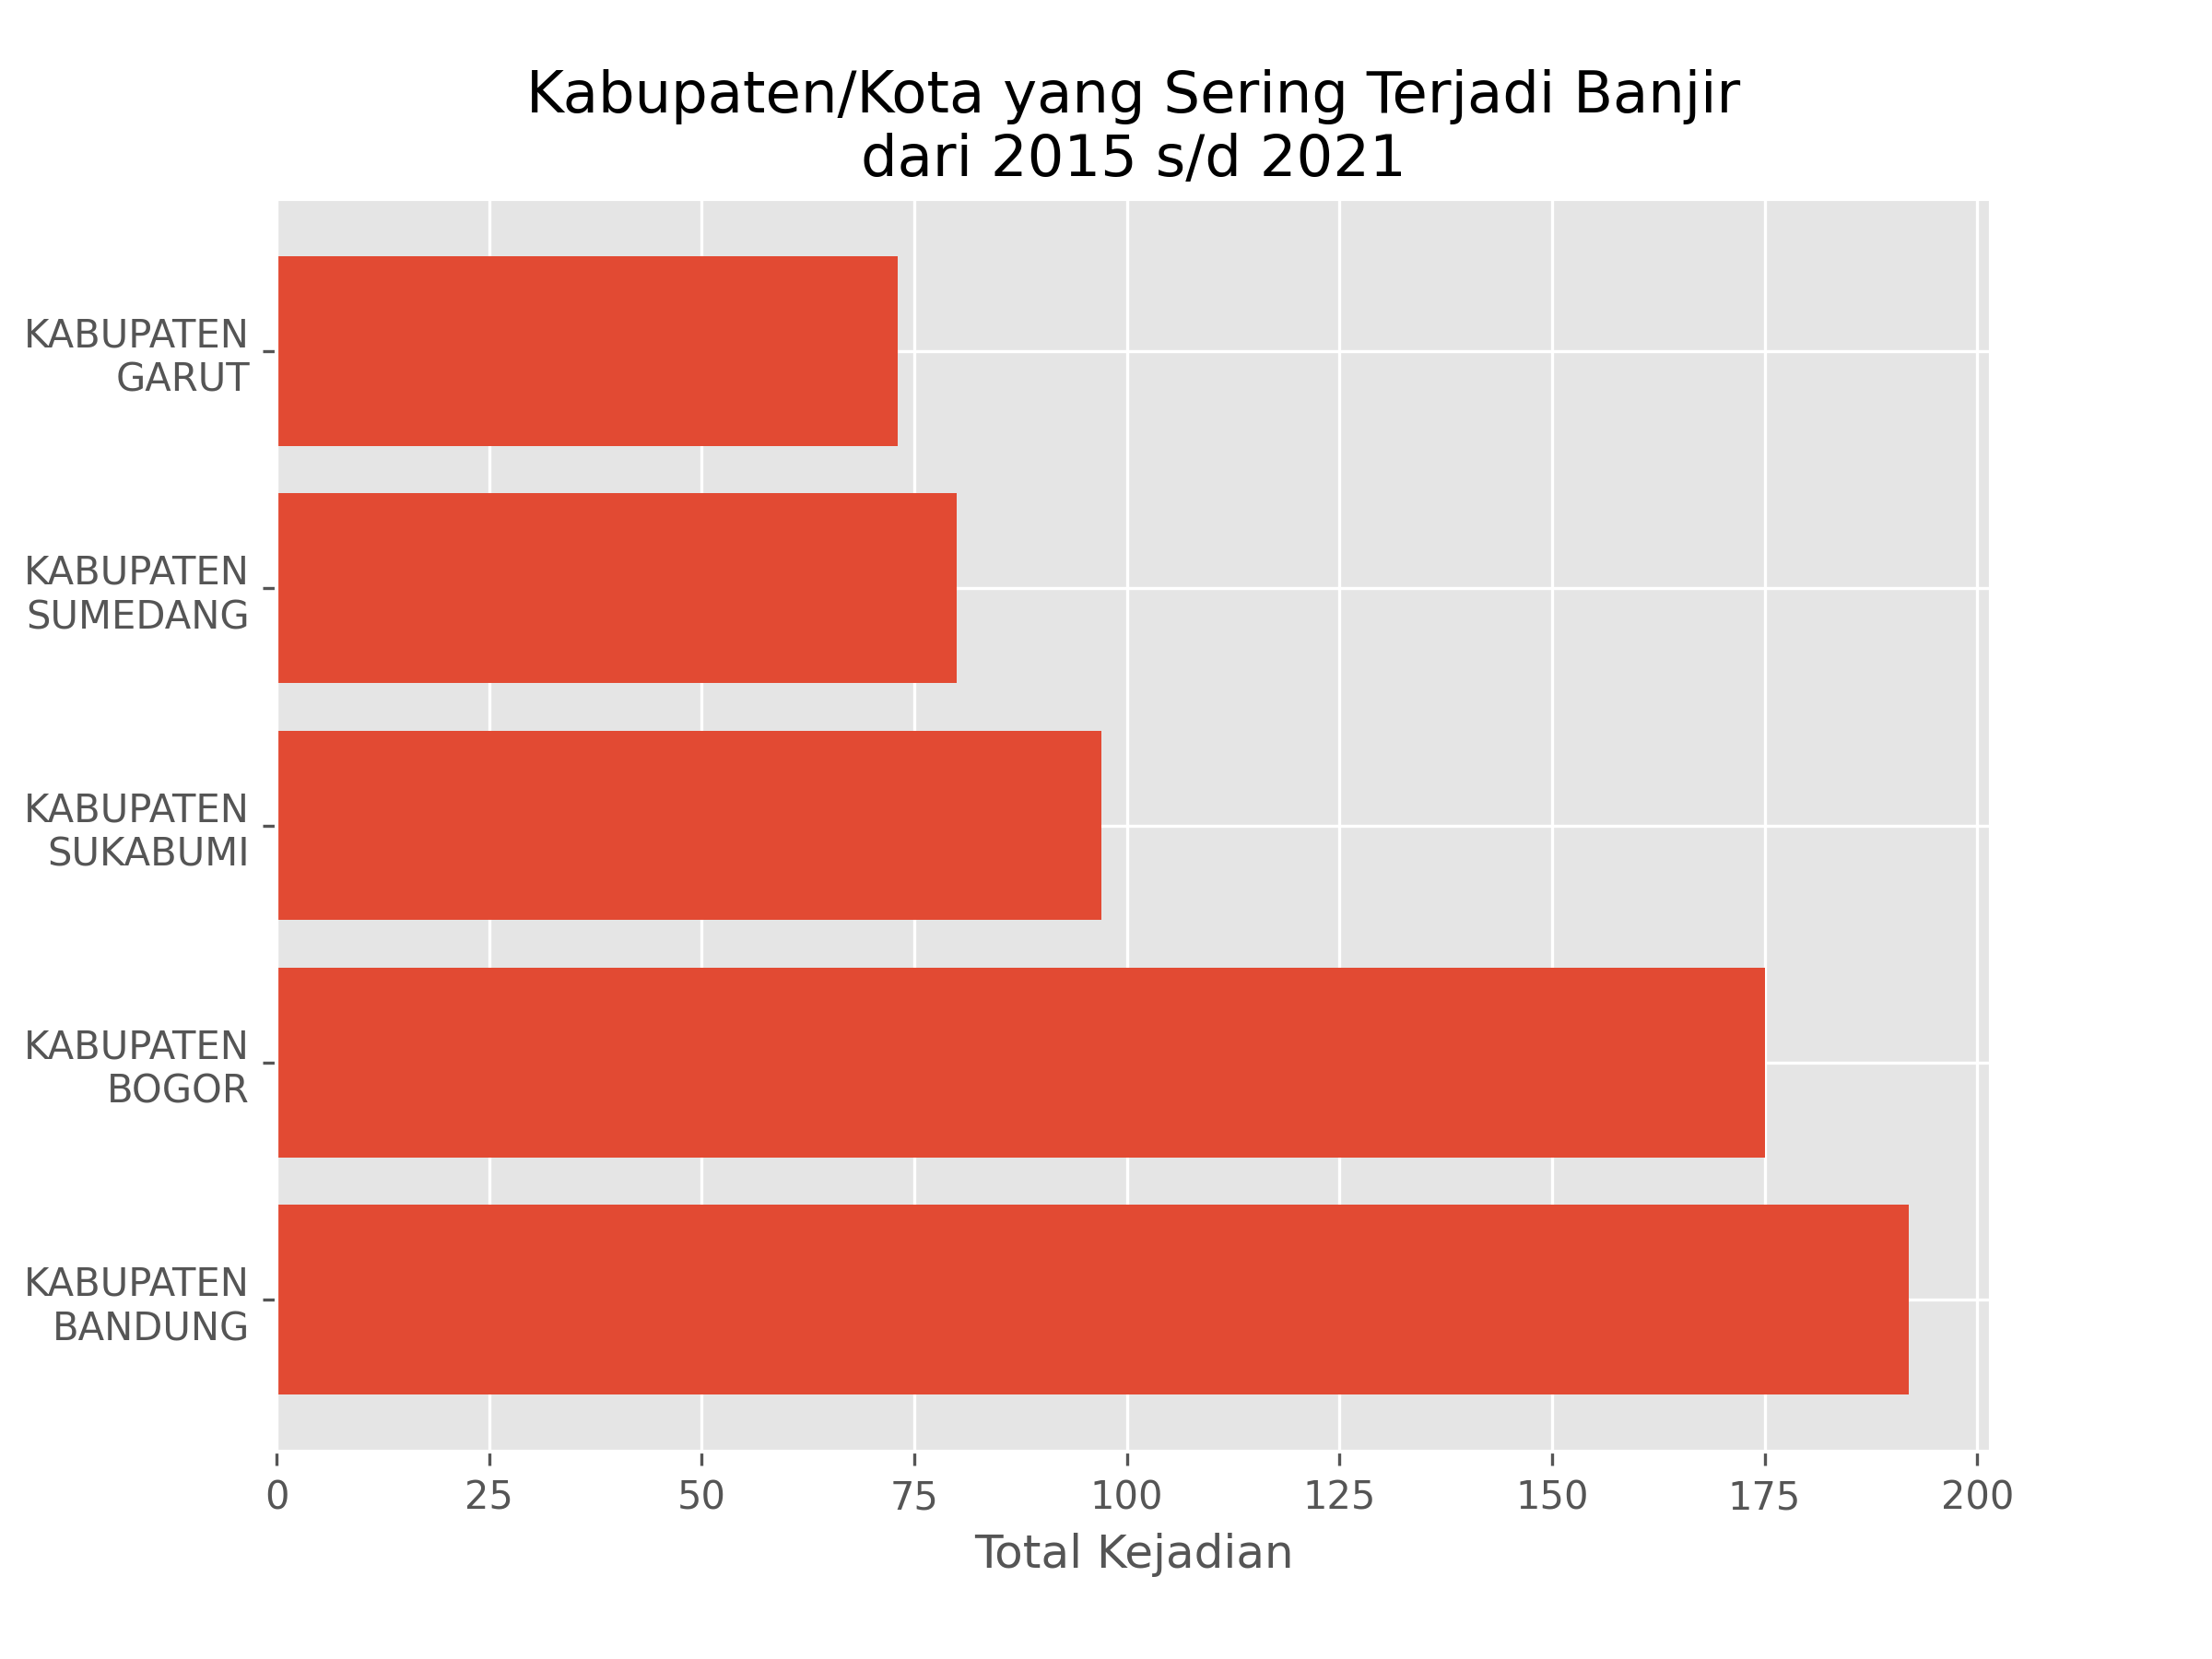 Kabupaten/Kota yang Sering Terjadi Banjir
dari 2015 s/d 2021
KABUPATEN
GARUT
KABUPATEN
SUMEDANG
KABUPATEN
SUKABUMI
KABUPATEN
BOGOR
KABUPATEN
BANDUNG
0 25 50 75 100 125 150 175 200
Total Kejadian